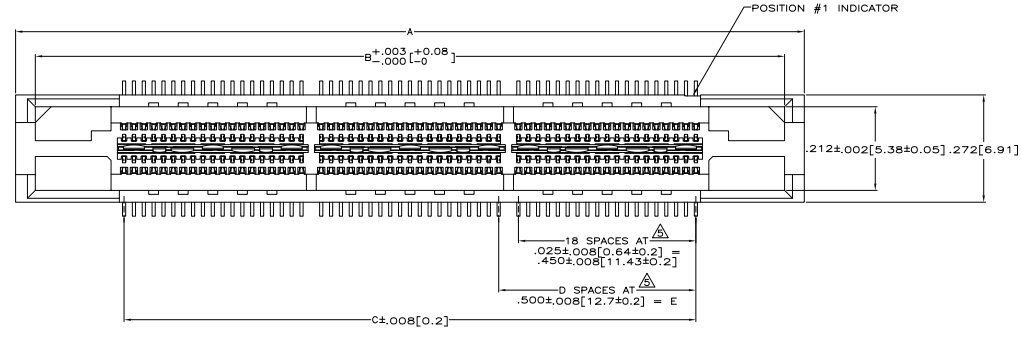 POSITION #1 INDICATOR
A
B +.003 [+0.08
-.000 [-0
.212±.002[5.38±0.05]
.272[6.91]
18 SPACES AT 5
.025±.008[0.64±0.2] =
.450±.008[11.43±0.2]
D SPACES AT 5
.500±.008[12.7±0.2] = E
C±.008[0.2]